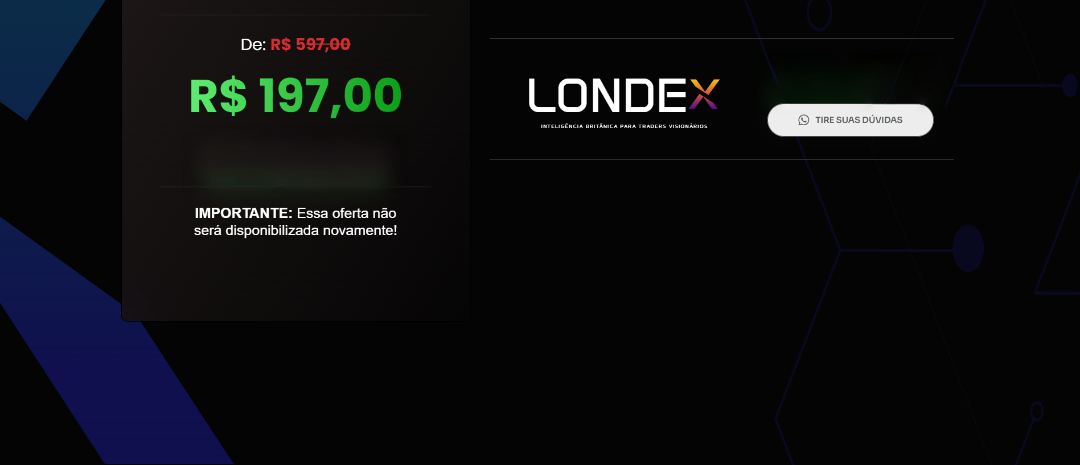 De: R$ 597,00
R$ 197,00
IMPORTANTE: Essa oferta não
será disponibilizada novamente!
LONDEX
INTELIGÊNCIA BRITÂNICA PARA TRADERS VISIONÁRIOS
TIRE SUAS DÚVIDAS